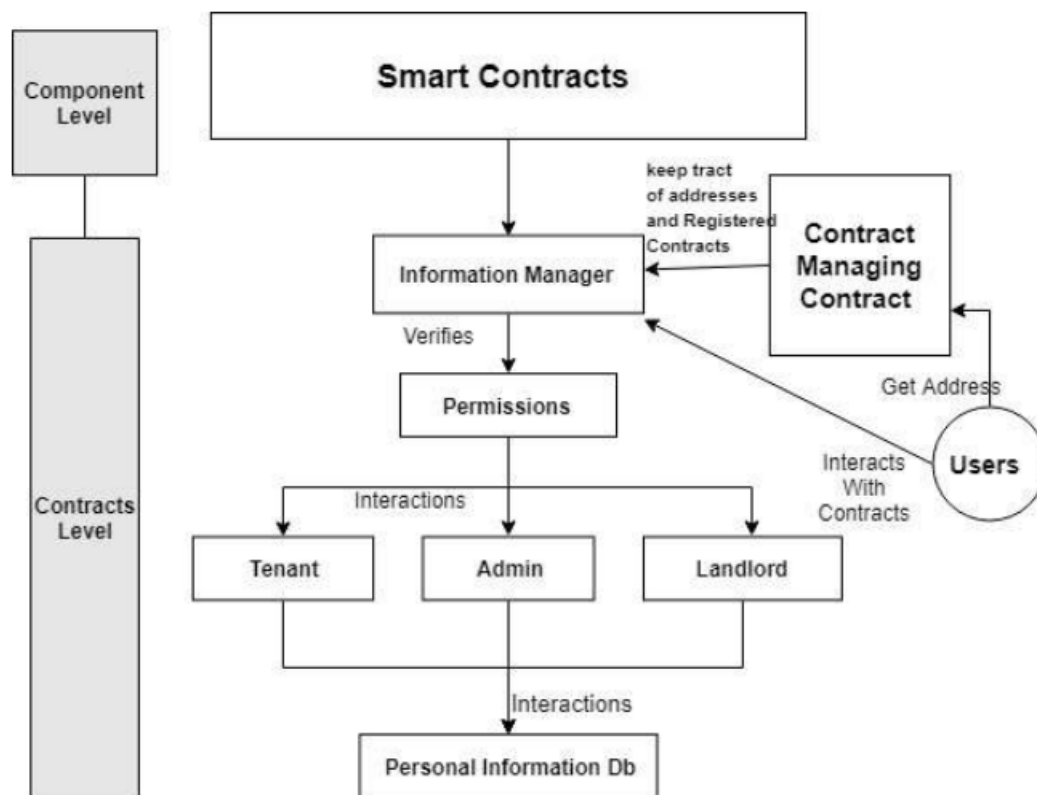 Component
Level
Smart Contracts
keep tract
of addresses
and Registered
Contracts
Contract
Managing
Contract
Information Manager
Verifies
Get Address
Permissions
Users
Interacts
With
Contracts
Contracts
Level
Interactions
Tenant
Admin
Landlord
Interactions
Personal Information Db